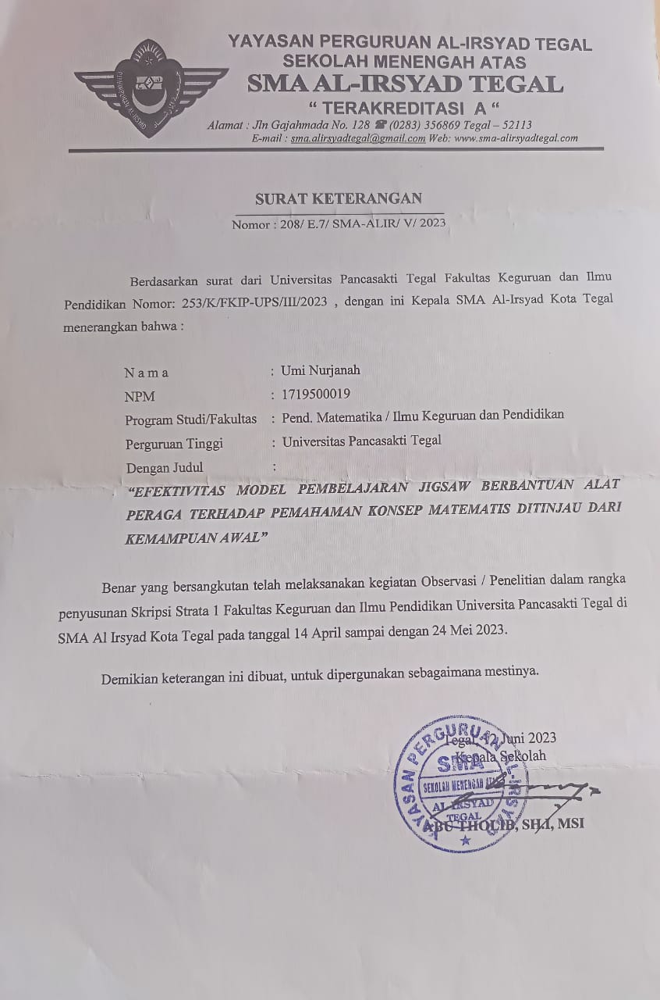 YAYASAN PERGURUAN AL-IRSYAD TEGAL
SEKOLAH MENENGAH ATAS
SMA AL-IRSYAD TEGAL
“ TERAKREDITASI A “
Alamat : Jln Gajahmada No. 128 ☎ (0283) 356869 Tegal – 52113
E-mail : sma.alirsyadtegal@gmail.com Web: www.sma-alirsyadtegal.com
PERHIMPUNAN AL-IRSYAD
SURAT KETERANGAN
Nomor : 208/ E.7/ SMA-ALIR/ V/ 2023
Berdasarkan surat dari Universitas Pancasakti Tegal Fakultas Keguruan dan Ilmu
Pendidikan Nomor: 253/K/FKIP-UPS/III/2023 , dengan ini Kepala SMA Al-Irsyad Kota Tegal
menerangkan bahwa :
N a m a : Umi Nurjanah
NPM : 1719500019
Program Studi/Fakultas : Pend. Matematika / Ilmu Keguruan dan Pendidikan
Perguruan Tinggi : Universitas Pancasakti Tegal
Dengan Judul :
“EFEKTIVITAS MODEL PEMBELAJARAN JIGSAW BERBANTUAN ALAT
PERAGA TERHADAP PEMAHAMAN KONSEP MATEMATIS DITINJAU DARI
KEMAMPUAN AWAL”
Benar yang bersangkutan telah melaksanakan kegiatan Observasi / Penelitian dalam rangka
penyusunan Skripsi Strata 1 Fakultas Keguruan dan Ilmu Pendidikan Universita Pancasakti Tegal di
SMA Al Irsyad Kota Tegal pada tanggal 14 April sampai dengan 24 Mei 2023.
Demikian keterangan ini dibuat, untuk dipergunakan sebagaimana mestinya.
Tegal, Juni 2023
Kepala Sekolah
YAYASAN PERGURUAN AL-IRSYAD
SMA
SEKOLAH MENENGAH ATAS
AL-IRSYAD
TEGAL
ABU THOLIB, SH.I, MSI